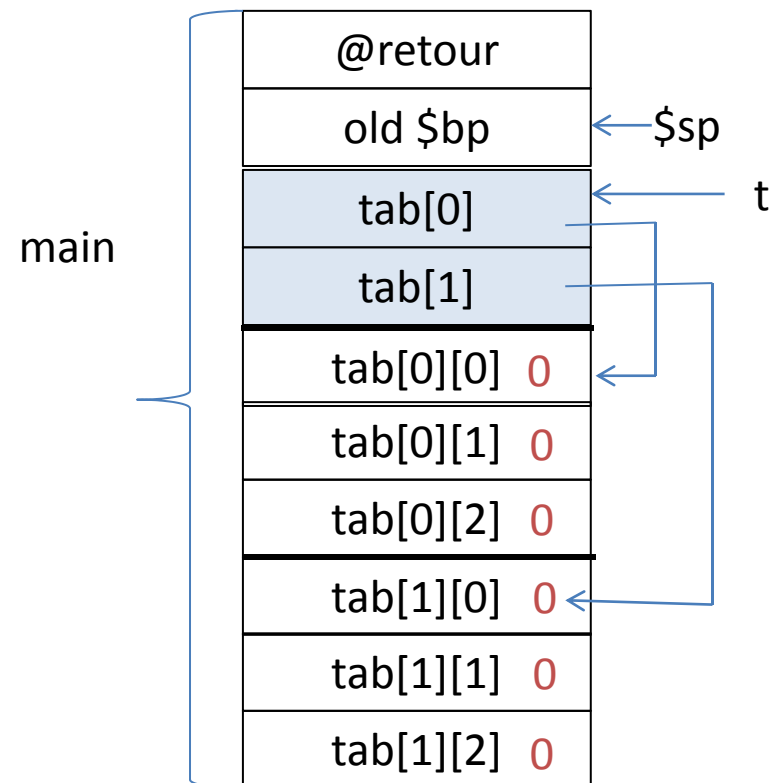 @retour
old $bp $sp
tab[0] t
main
tab[1]
tab[0][0] 0
tab[0][1] 0
tab[0][2] 0
tab[1][0] 0
tab[1][1] 0
tab[1][2] 0